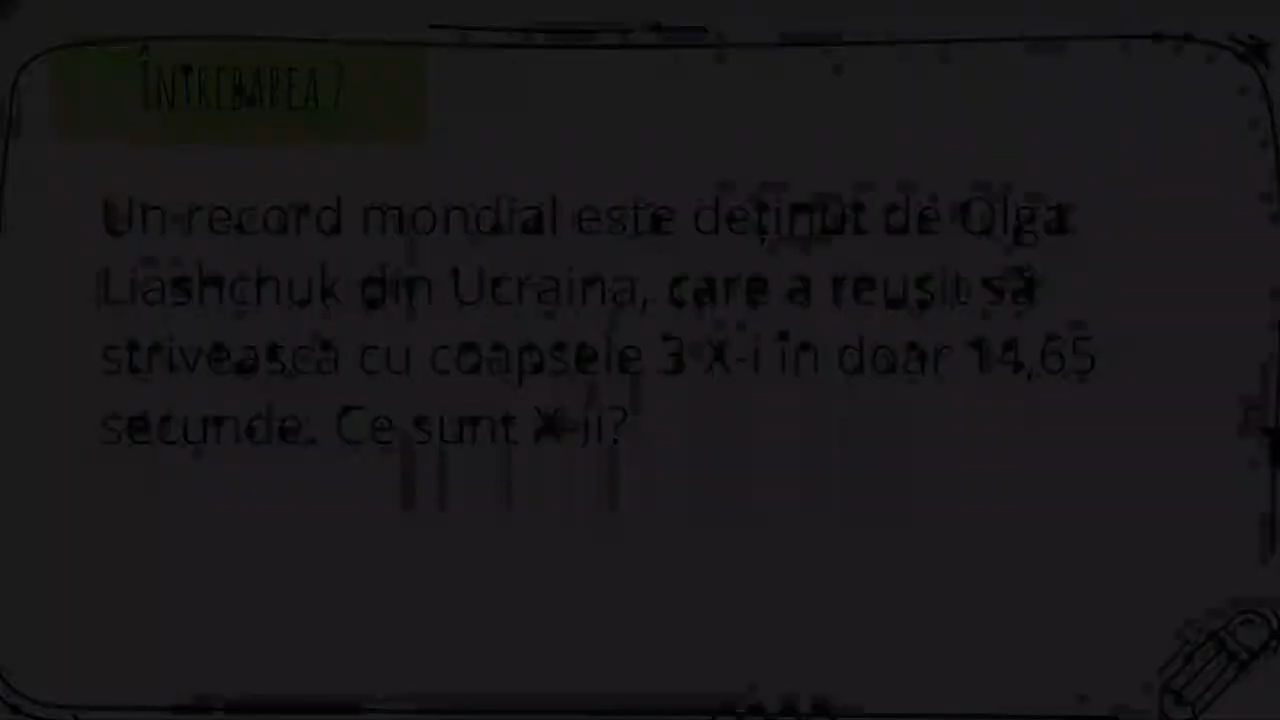 ÎNTREBAREA 7
Un record mondial este deținut de Olga
Liashchuk din Ucraina, care a reușit să
strivească cu coapsele 3 X-i în doar 14,65
secunde. Ce sunt X-ii?